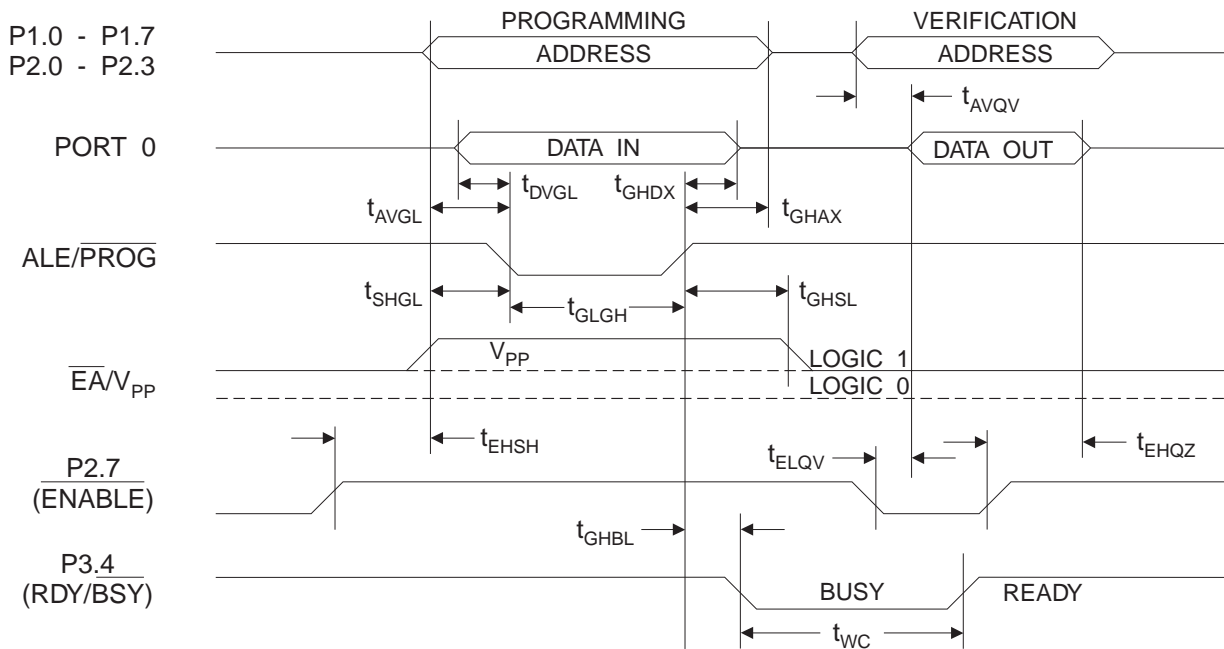 PROGRAMMING
VERIFICATION
P1.0 - P1.7
P2.0 - P2.3
ADDRESS
ADDRESS
tAVQV
PORT 0
DATA IN
DATA OUT
tDVGL
tGHDX
tAVGL
tGHAX
ALE/PROG
tSHGL
tGLGH
tGHSL
EA/VPP
VPP
LOGIC 1
LOGIC 0
tEHSH
tELQV
tEHQZ
P2.7
(ENABLE)
tGHBL
P3.4
(RDY/BSY)
BUSY
READY
tWC